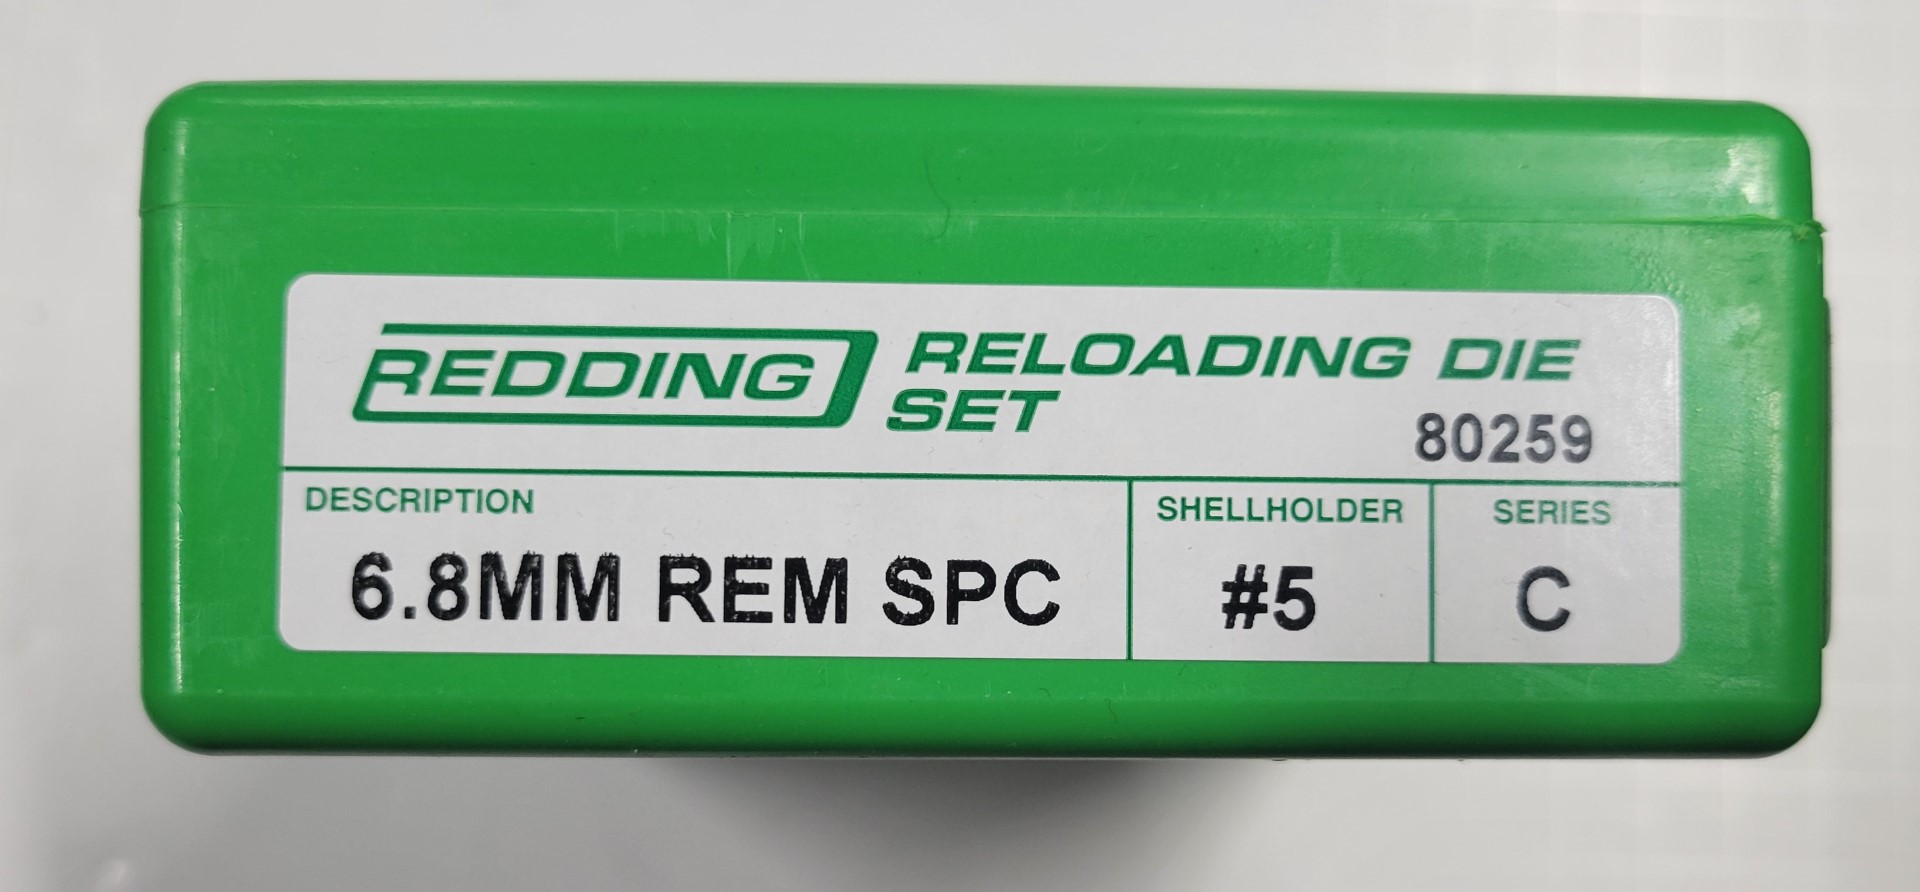 REDDING RELOADING DIE
SET
80259
DESCRIPTION SHELLHOLDER SERIES
6.8MM REM SPC #5 C